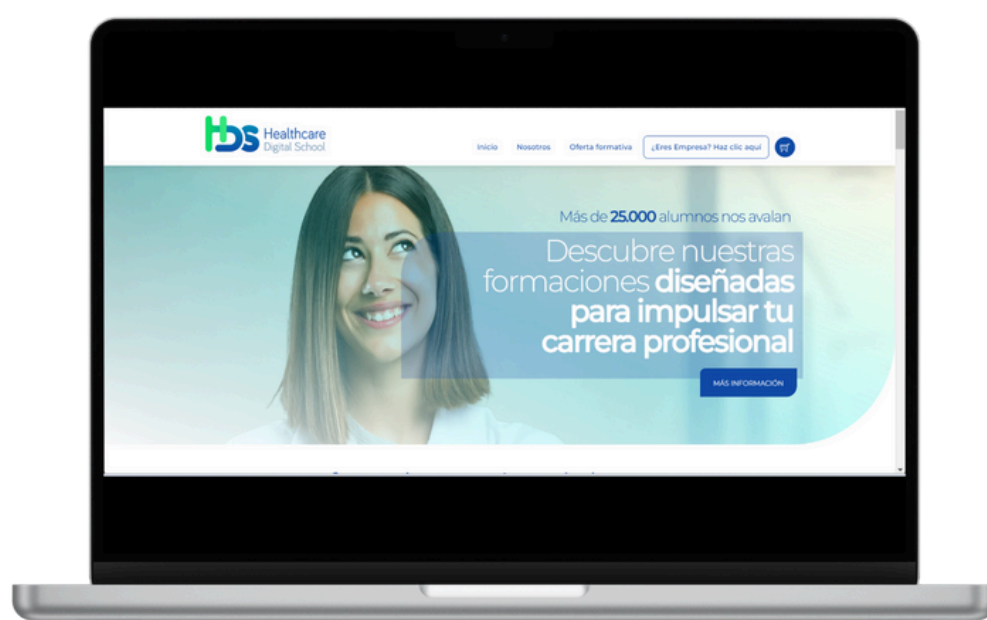 HDS Healthcare
Digital School
Inicio Nosotros Oferta formativa ¿Eres Empresa? Haz clic aquí
Más de 25.000 alumnos nos avalan
Descubre nuestras
formaciones diseñadas
para impulsar tu
carrera profesional
MÁS INFORMACIÓN